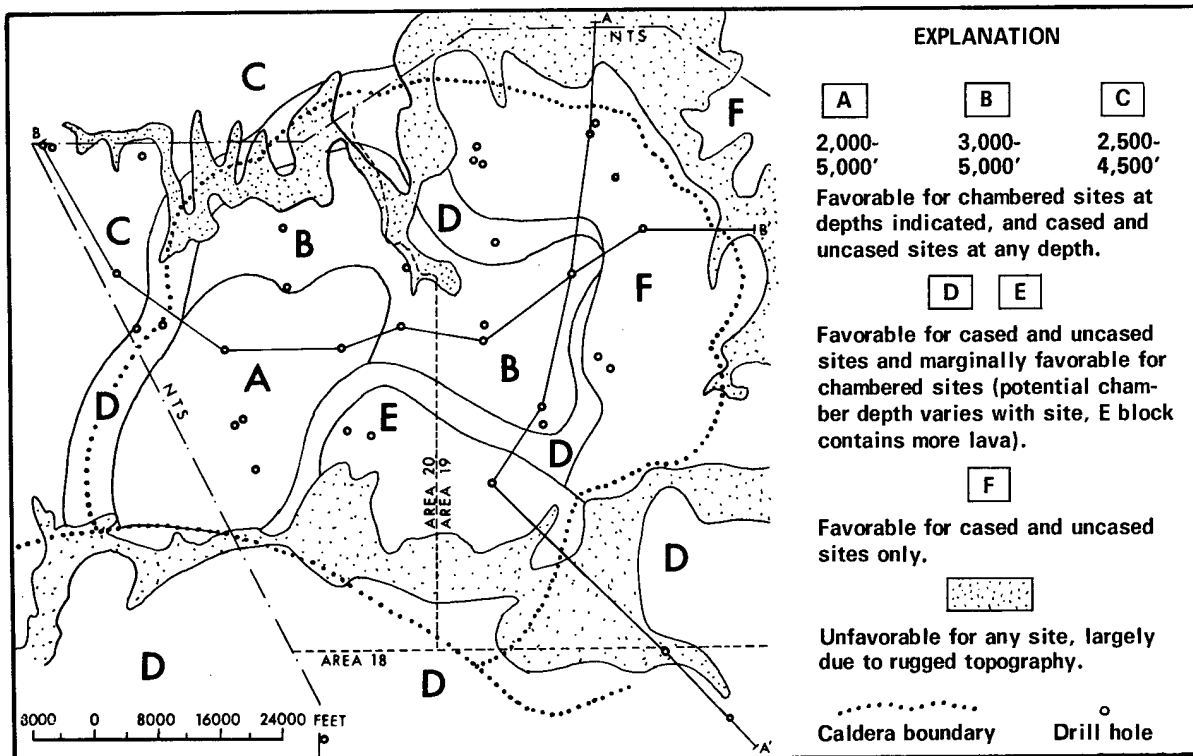 A
NTS
C
F
B
D
C
B
B'
F
A
B
D
NTS
E
D
AREA 20
AREA 19
D
D
AREA 18
D
8000 0 8000 16000 24000 FEET
A'
EXPLANATION
A B C
2,000- 3,000- 2,500-
5,000' 5,000' 4,500'
Favorable for chambered sites at
depths indicated, and cased and
uncased sites at any depth.
D E
Favorable for cased and uncased
sites and marginally favorable for
chambered sites (potential cham-
ber depth varies with site, E block
contains more lava).
F
Favorable for cased and uncased
sites only.
Unfavorable for any site, largely
due to rugged topography.
Caldera boundary Drill hole